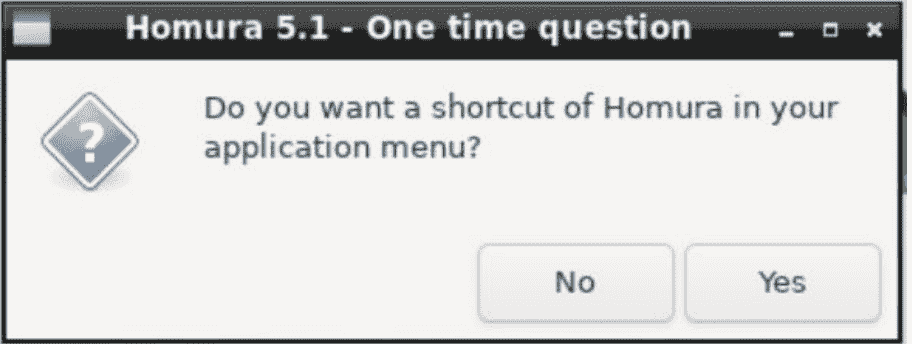 Homura 5.1 - One time question
Do you want a shortcut of Homura in your
application menu?
No Yes